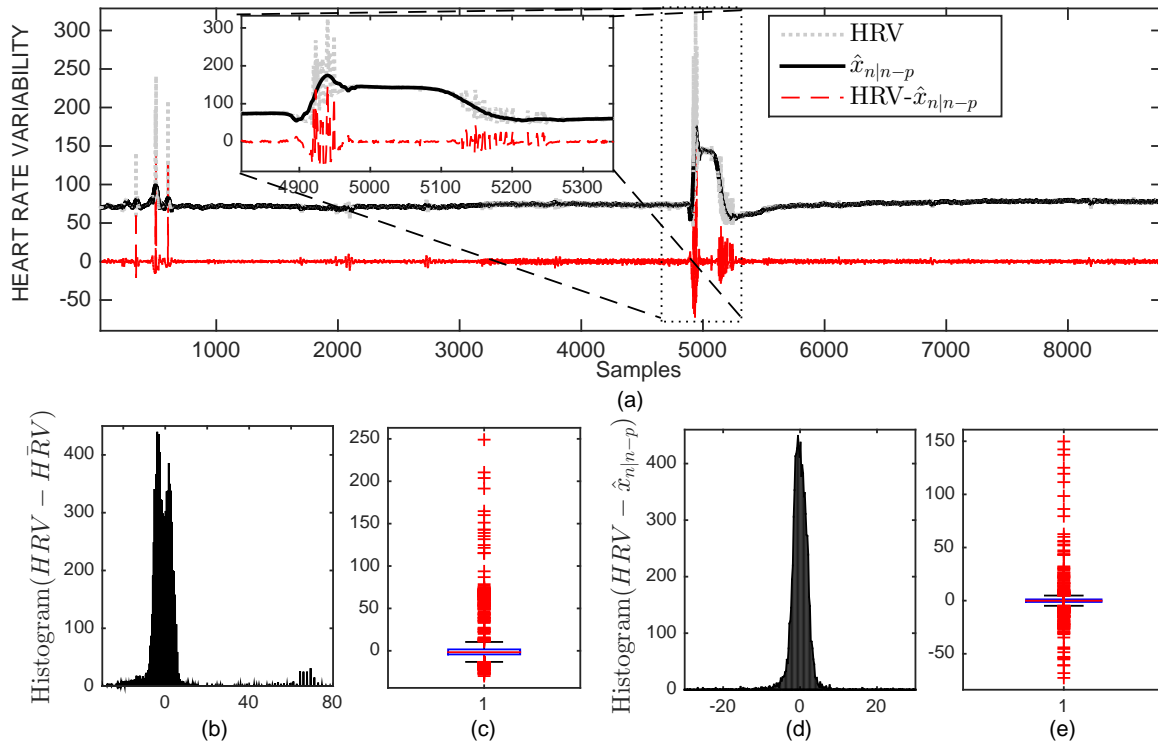 HEART RATE VARIABILITY
300
250
200
150
100
50
0
-50
300
200
100
0
4900 5000 5100 5200 5300
HRV
x̂n|n−p
HRV-x̂n|n−p
1000 2000 3000 4000 5000 6000 7000 8000
Samples
(a)
Histogram(HRV − HR̄V)
400
300
200
100
0
0 40 80
(b)
250
200
150
100
50
0
1
(c)
Histogram(HRV − x̂n|n−p)
400
300
200
100
0
-20 0 20
(d)
150
100
50
0
-50
1
(e)